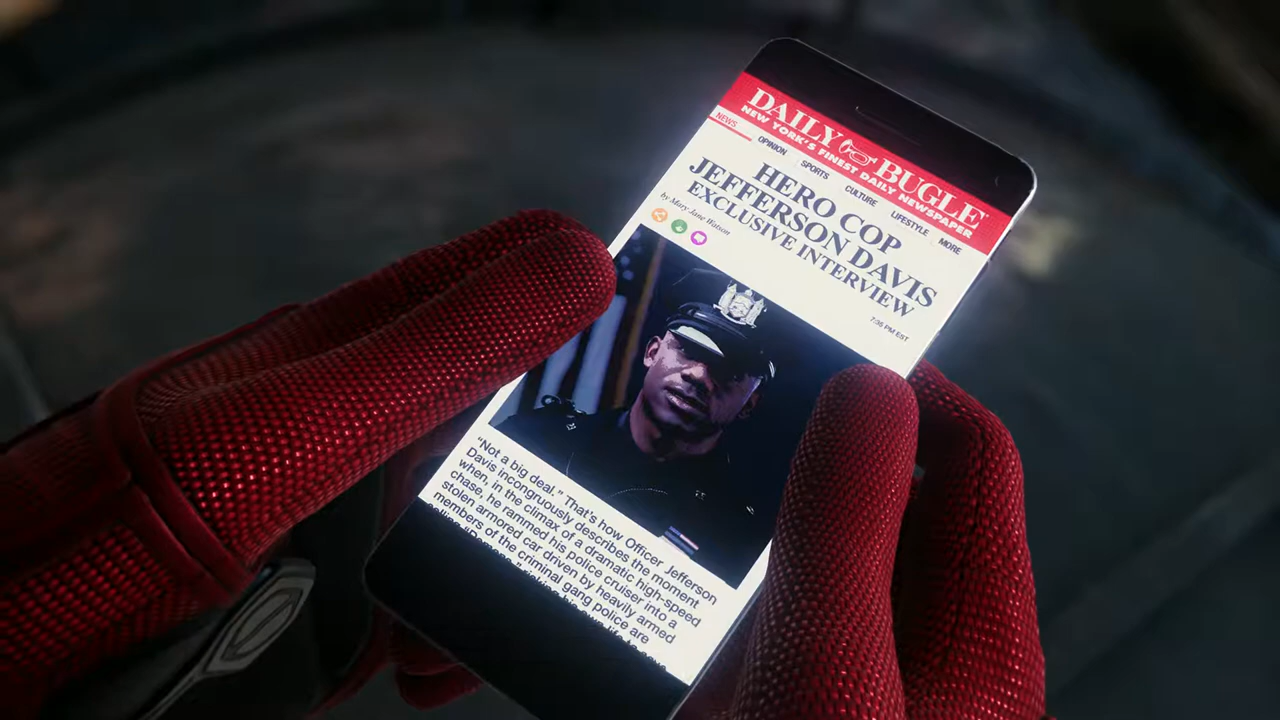 DAILY BUGLE
NEW YORK'S FINEST DAILY NEWSPAPER
NEWS OPINION SPORTS CULTURE LIFESTYLE MORE
HERO COP
JEFFERSON DAVIS
EXCLUSIVE INTERVIEW
by Mary-Jane Watson
7:35 PM EST
"Not a big deal." That's how Officer Jefferson
Davis incongruously describes the moment
when, in the climax of a dramatic high-speed
chase, he rammed his police cruiser into a
stolen armored car driven by heavily armed
members of the criminal gang police are